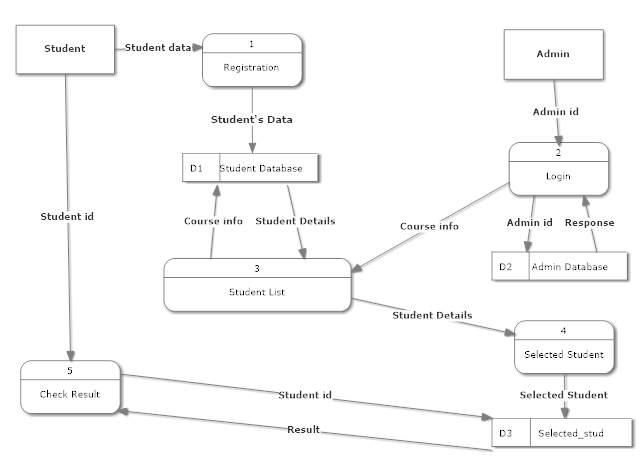 Student
Student data
1
Registration
Admin
Student's Data
Admin id
D1 Student Database
2
Login
Course info
Student Details
Course info
Admin id
Response
Student id
D2 Admin Database
3
Student List
Student Details
4
Selected Student
5
Check Result
Student id
Selected Student
Result
D3 Selected_stud